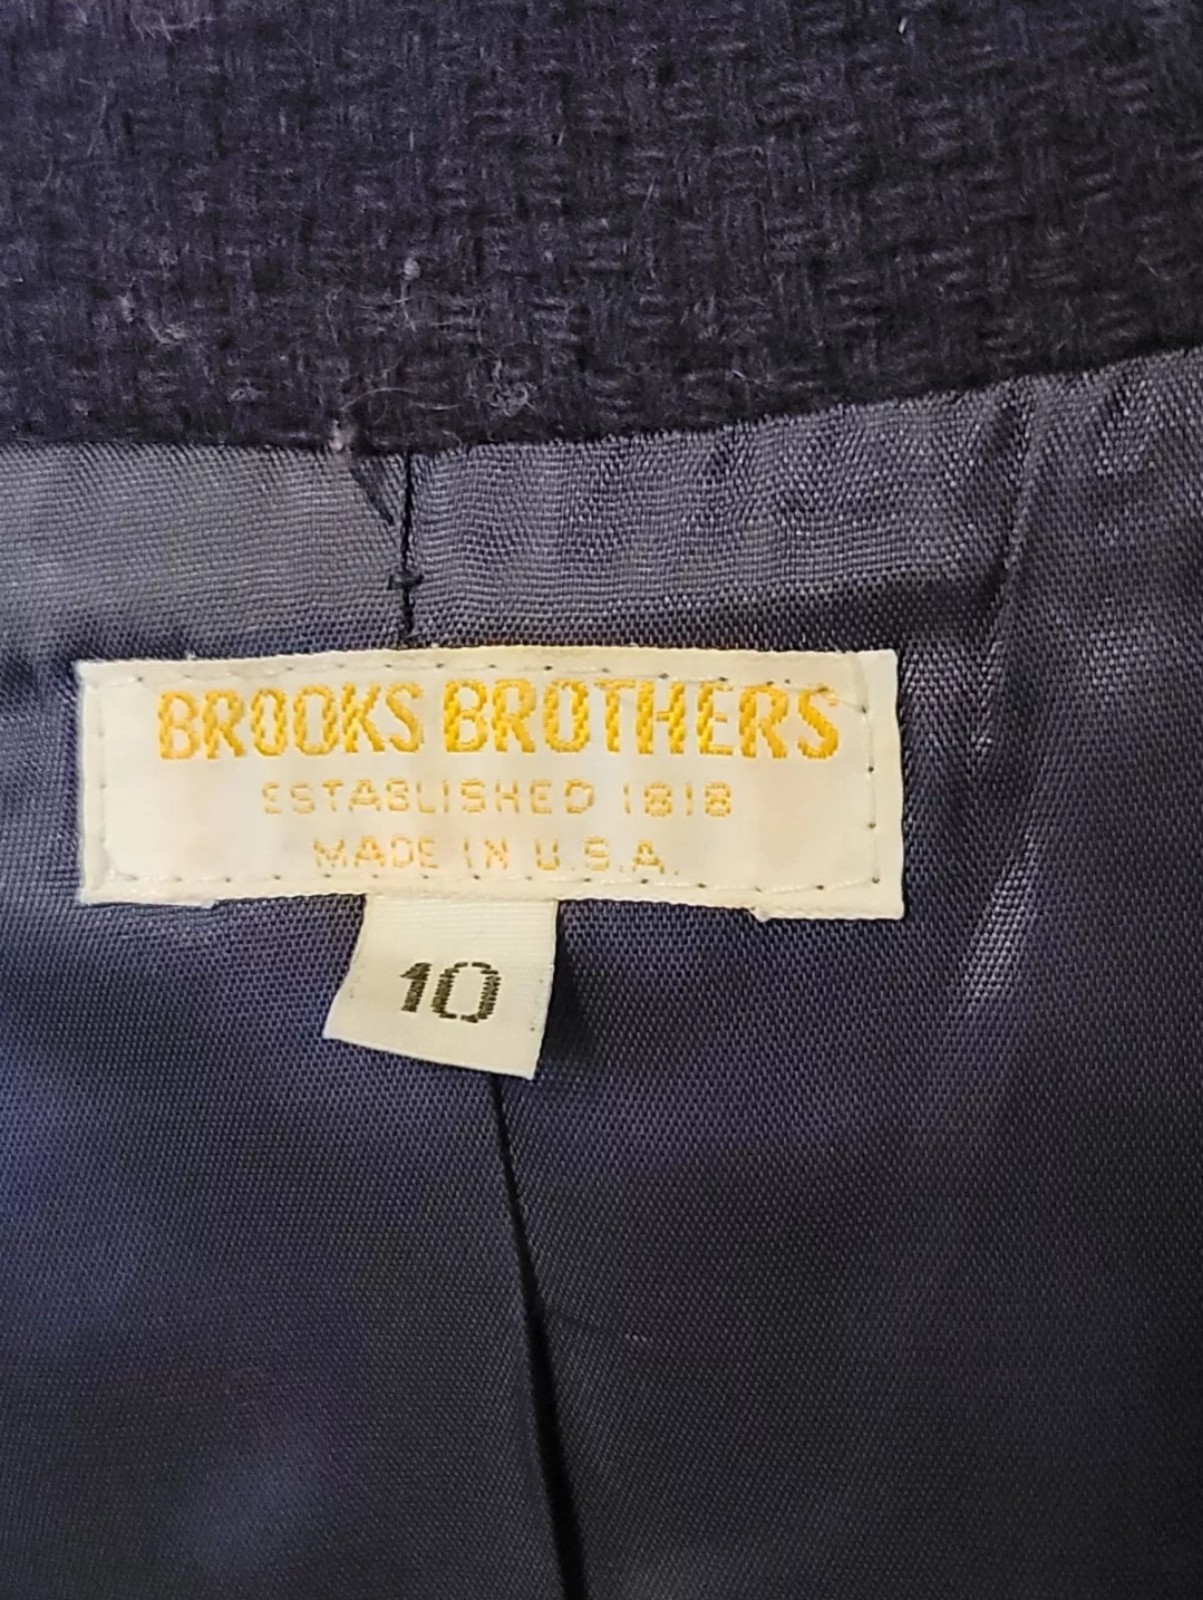 BROOKS BROTHERS
ESTABLISHED 1818
MADE IN U.S.A.
10